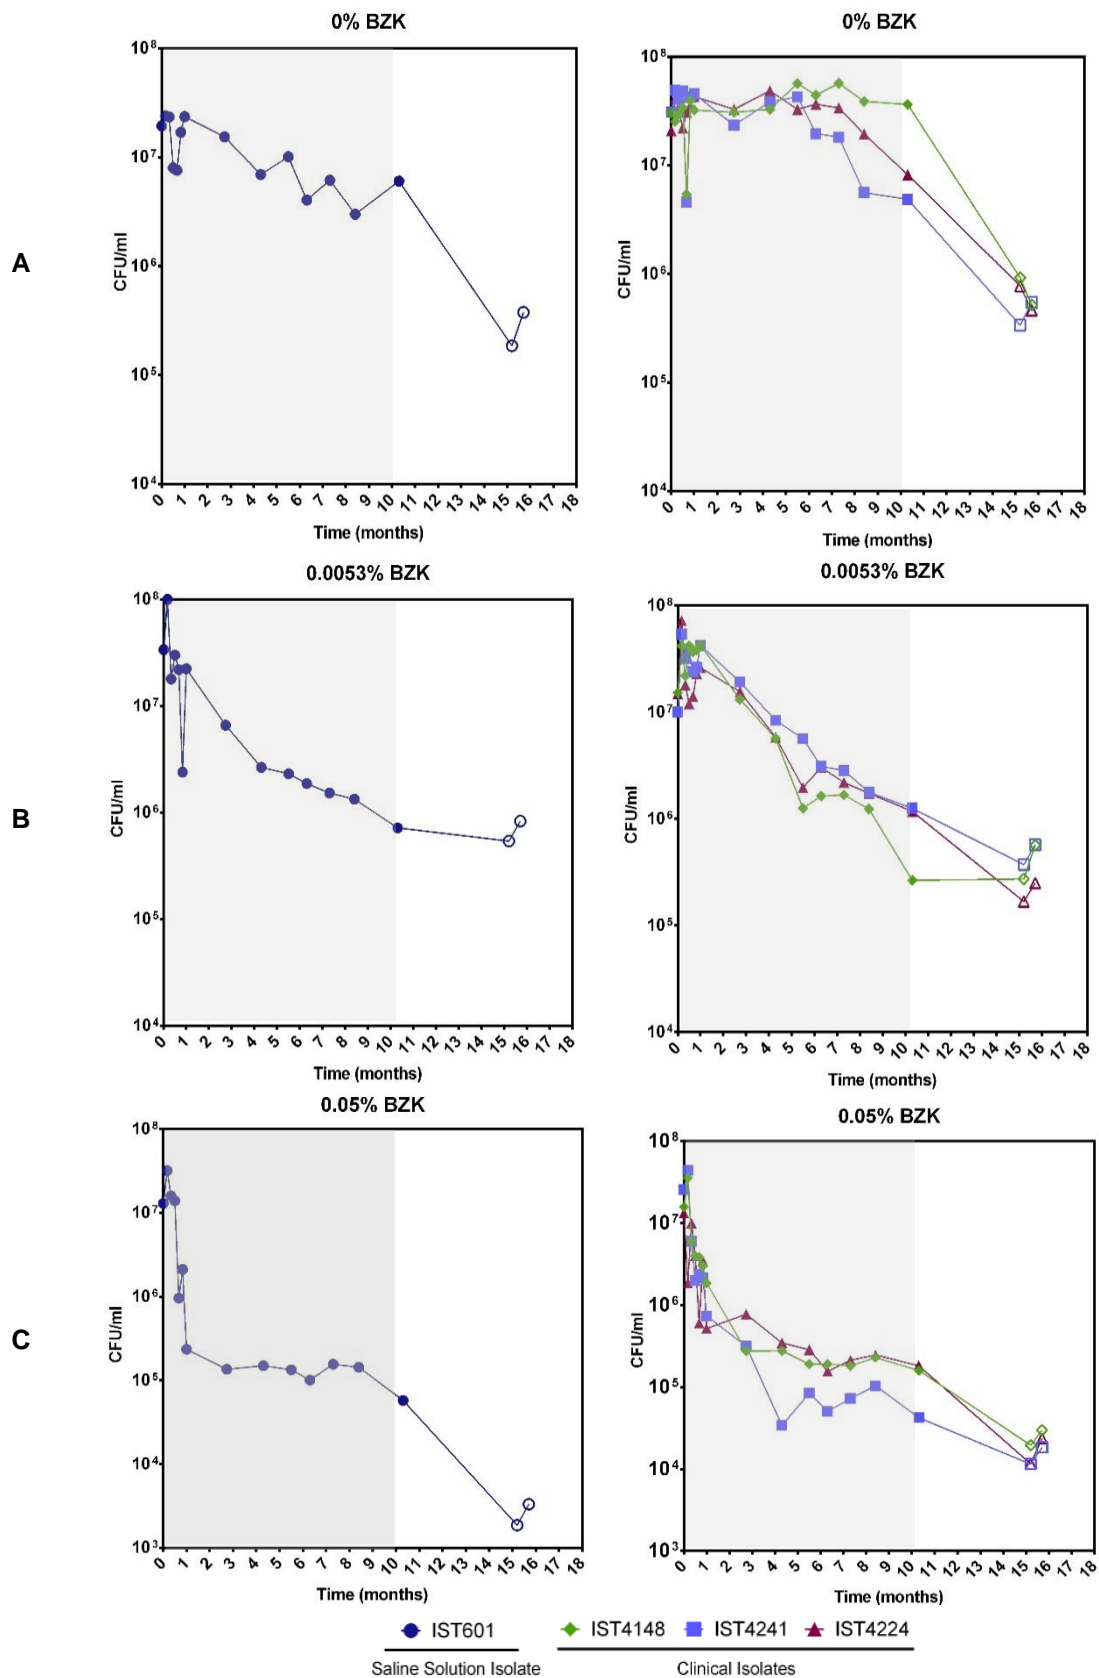 0% BZK
0% BZK
A
CFU/ml
10⁸
10⁷
10⁶
10⁵
10⁴
0 1 2 3 4 5 6 7 8 9 10 11 12 13 14 15 16 17 18
Time (months)
CFU/ml
10⁸
10⁷
10⁶
10⁵
10⁴
0 1 2 3 4 5 6 7 8 9 10 11 12 13 14 15 16 17 18
Time (months)
0.0053% BZK
0.0053% BZK
B
CFU/ml
10⁸
10⁷
10⁶
10⁵
10⁴
0 1 2 3 4 5 6 7 8 9 10 11 12 13 14 15 16 17 18
Time (months)
CFU/ml
10⁸
10⁷
10⁶
10⁵
10⁴
0 1 2 3 4 5 6 7 8 9 10 11 12 13 14 15 16 17 18
Time (months)
0.05% BZK
0.05% BZK
C
CFU/ml
10⁸
10⁷
10⁶
10⁵
10⁴
10³
0 1 2 3 4 5 6 7 8 9 10 11 12 13 14 15 16 17 18
Time (months)
CFU/ml
10⁸
10⁷
10⁶
10⁵
10⁴
10³
0 1 2 3 4 5 6 7 8 9 10 11 12 13 14 15 16 17 18
Time (months)
IST601 IST4148 IST4241 IST4224
Saline Solution Isolate Clinical Isolates